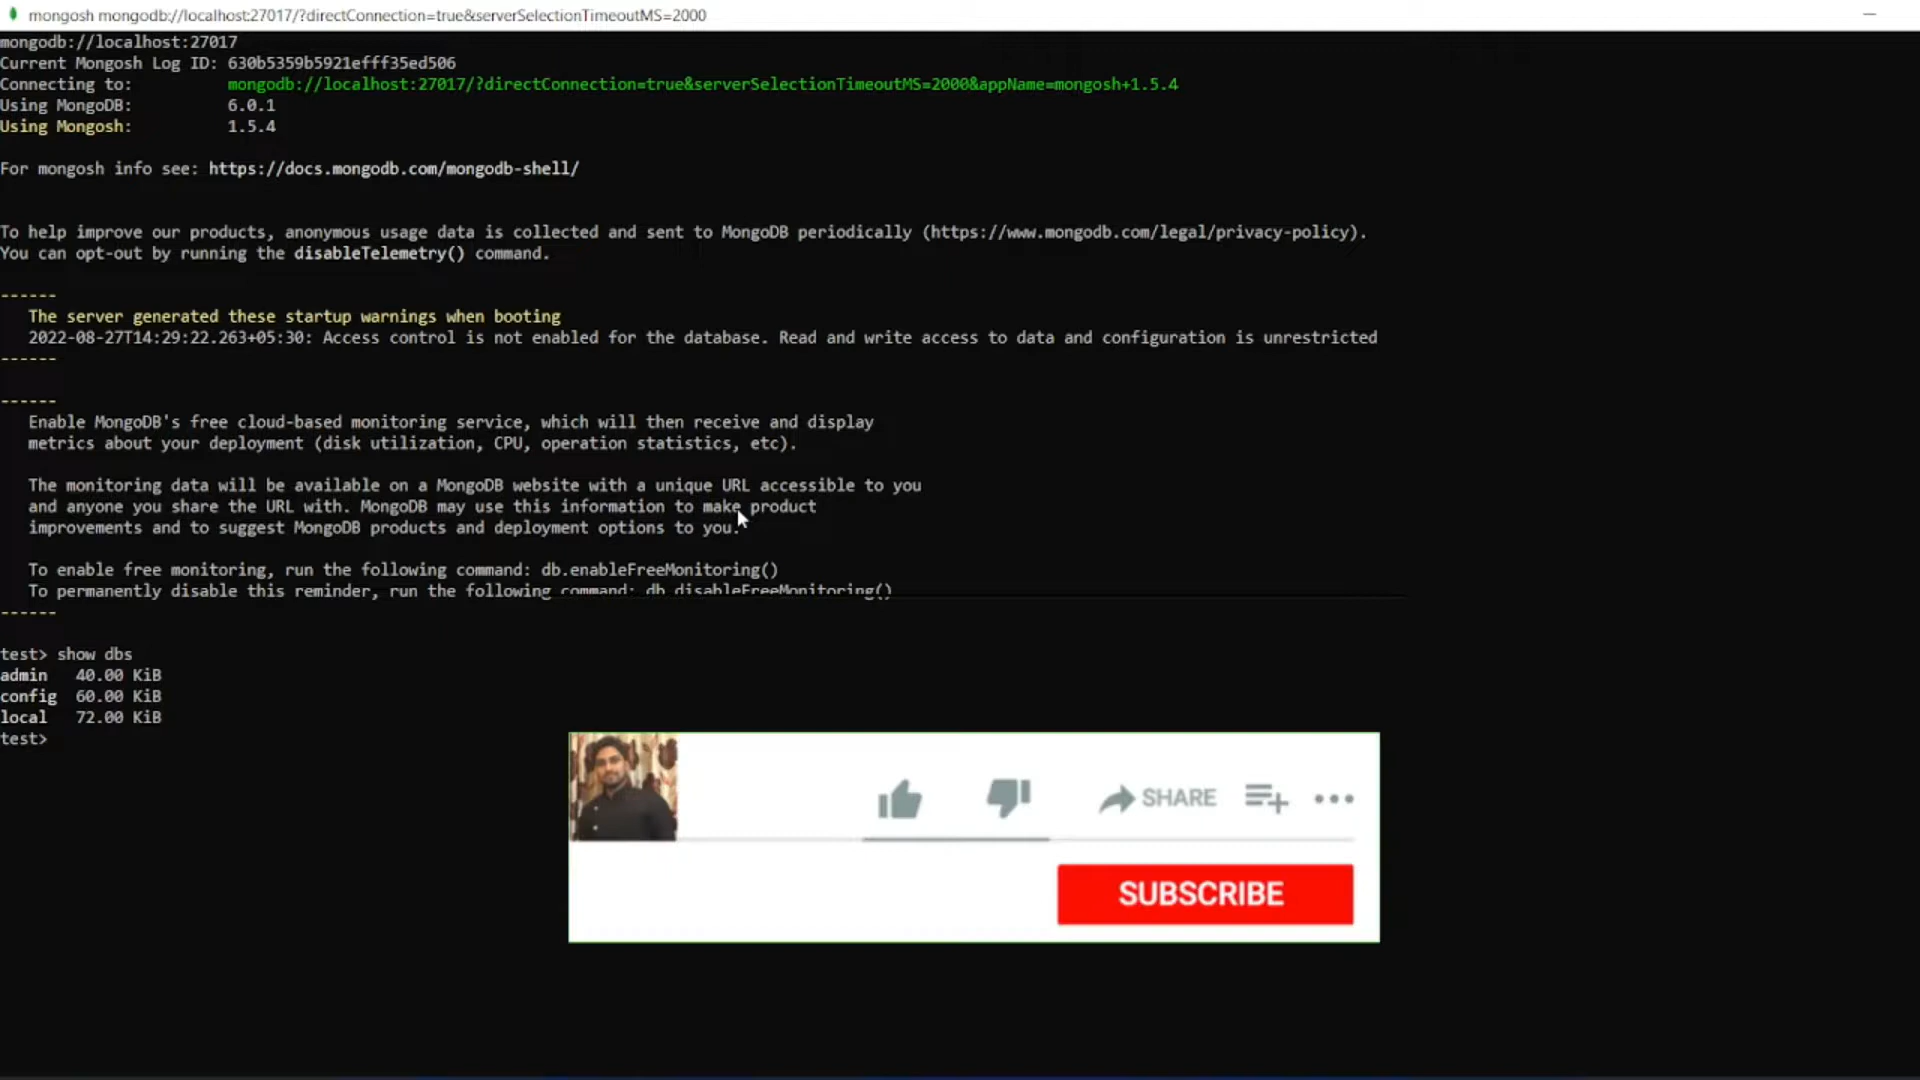 mongosh mongodb://localhost:27017/?directConnection=true&serverSelectionTimeoutMS=2000
mongodb://localhost:27017
Current Mongosh Log ID: 630b5359b5921efff35ed506
Connecting to: mongodb://localhost:27017/?directConnection=true&serverSelectionTimeoutMS=2000&appName=mongosh+1.5.4
Using MongoDB: 6.0.1
Using Mongosh: 1.5.4
For mongosh info see: https://docs.mongodb.com/mongodb-shell/
To help improve our products, anonymous usage data is collected and sent to MongoDB periodically (https://www.mongodb.com/legal/privacy-policy).
You can opt-out by running the disableTelemetry() command.
------
The server generated these startup warnings when booting
2022-08-27T14:29:22.263+05:30: Access control is not enabled for the database. Read and write access to data and configuration is unrestricted
------
------
Enable MongoDB's free cloud-based monitoring service, which will then receive and display
metrics about your deployment (disk utilization, CPU, operation statistics, etc).
The monitoring data will be available on a MongoDB website with a unique URL accessible to you
and anyone you share the URL with. MongoDB may use this information to make product
improvements and to suggest MongoDB products and deployment options to you.
To enable free monitoring, run the following command: db.enableFreeMonitoring()
To permanently disable this reminder, run the following command: db.disableFreeMonitoring()
------
test> show dbs
admin 40.00 KiB
config 60.00 KiB
local 72.00 KiB
test>
SHARE
SUBSCRIBE